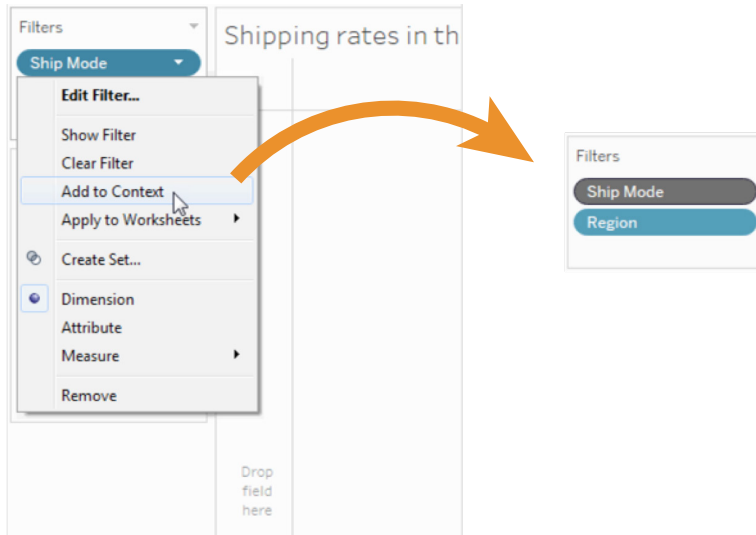 Filters
Shipping rates in th
Ship Mode
Edit Filter...
Show Filter
Clear Filter
Add to Context
Apply to Worksheets
Create Set...
Dimension
Attribute
Measure
Remove
Drop
field
here
Filters
Ship Mode
Region